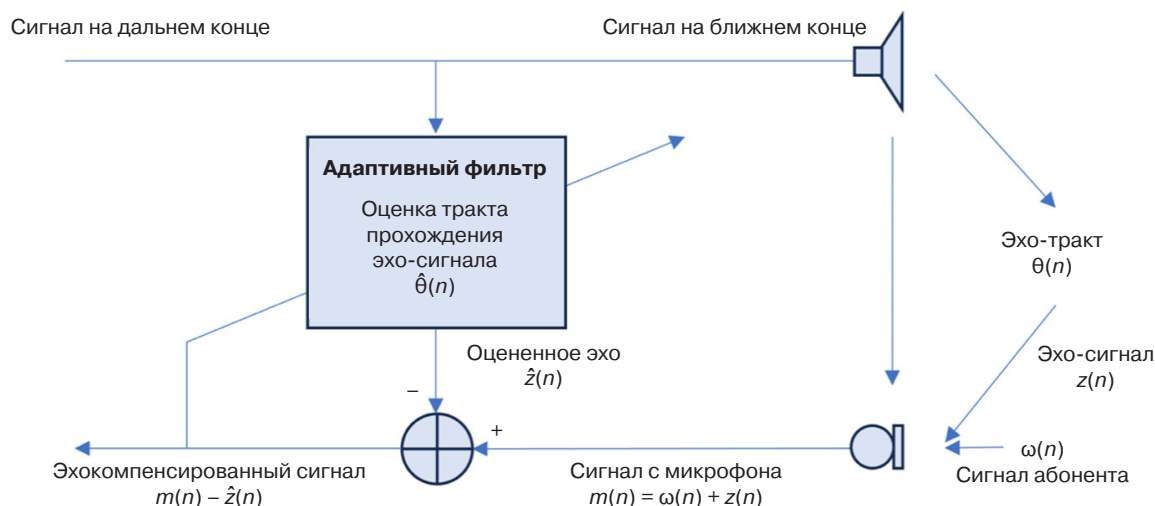 Сигнал на дальнем конце
Сигнал на ближнем конце
Адаптивный фильтр
Оценка тракта
прохождения
эхо-сигнала
θ̂(n)
Эхо-тракт
θ(n)
Оцененное эхо
ẑ(n)
Эхо-сигнал
z(n)
–
+
ω(n)
Сигнал абонента
Эхокомпенсированный сигнал
m(n) – ẑ(n)
Сигнал с микрофона
m(n) = ω(n) + z(n)